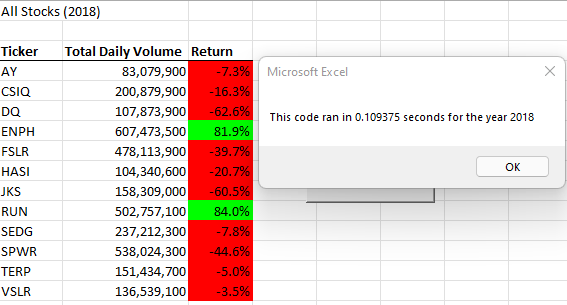 All Stocks (2018)
Ticker Total Daily Volume Return
AY 83,079,900 -7.3%
CSIQ 200,879,900 -16.3%
DQ 107,873,900 -62.6%
ENPH 607,473,500 81.9%
FSLR 478,113,900 -39.7%
HASI 104,340,600 -20.7%
JKS 158,309,000 -60.5%
RUN 502,757,100 84.0%
SEDG 237,212,300 -7.8%
SPWR 538,024,300 -44.6%
TERP 151,434,700 -5.0%
VSLR 136,539,100 -3.5%
Microsoft Excel
This code ran in 0.109375 seconds for the year 2018
OK